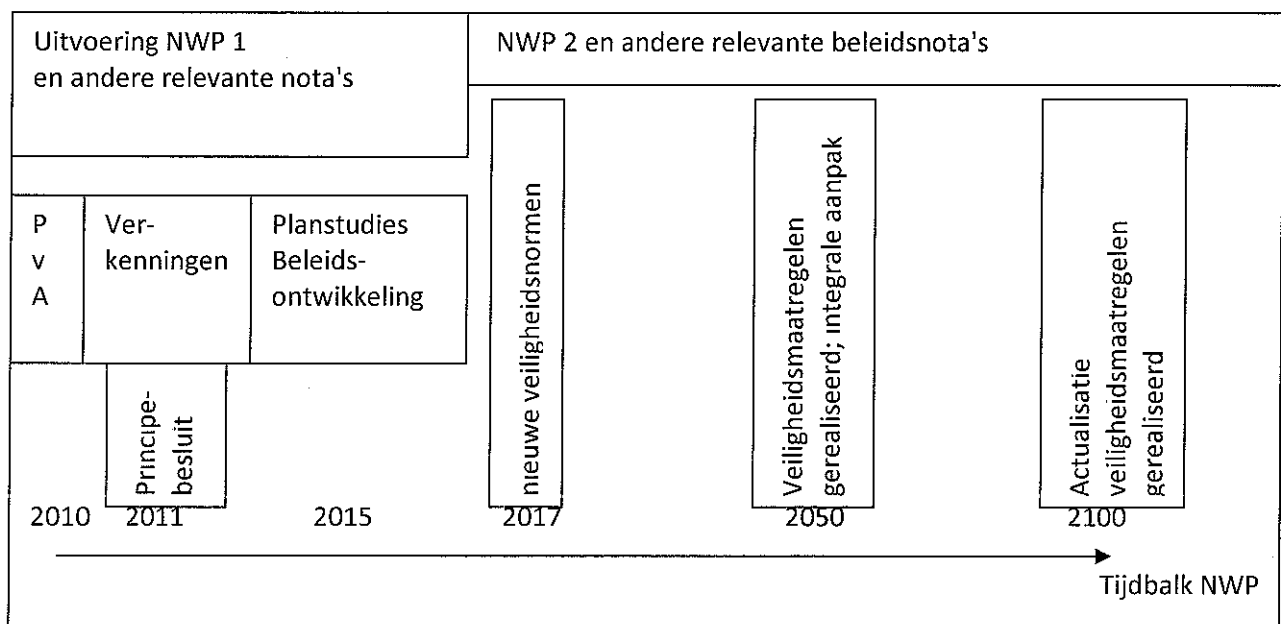 Uitvoering NWP 1
en andere relevante nota's
NWP 2 en andere relevante beleidsnota's
P
v
A
Ver-
kenningen
Planstudies
Beleids-
ontwikkeling
Principe-
besluit
nieuwe veiligheidsnormen
Veiligheidsmaatregelen
gerealiseerd; integrale aanpak
Actualisatie
veiligheidsmaatregelen
gerealiseerd
2010
2011
2015
2017
2050
2100
Tijdbalk NWP